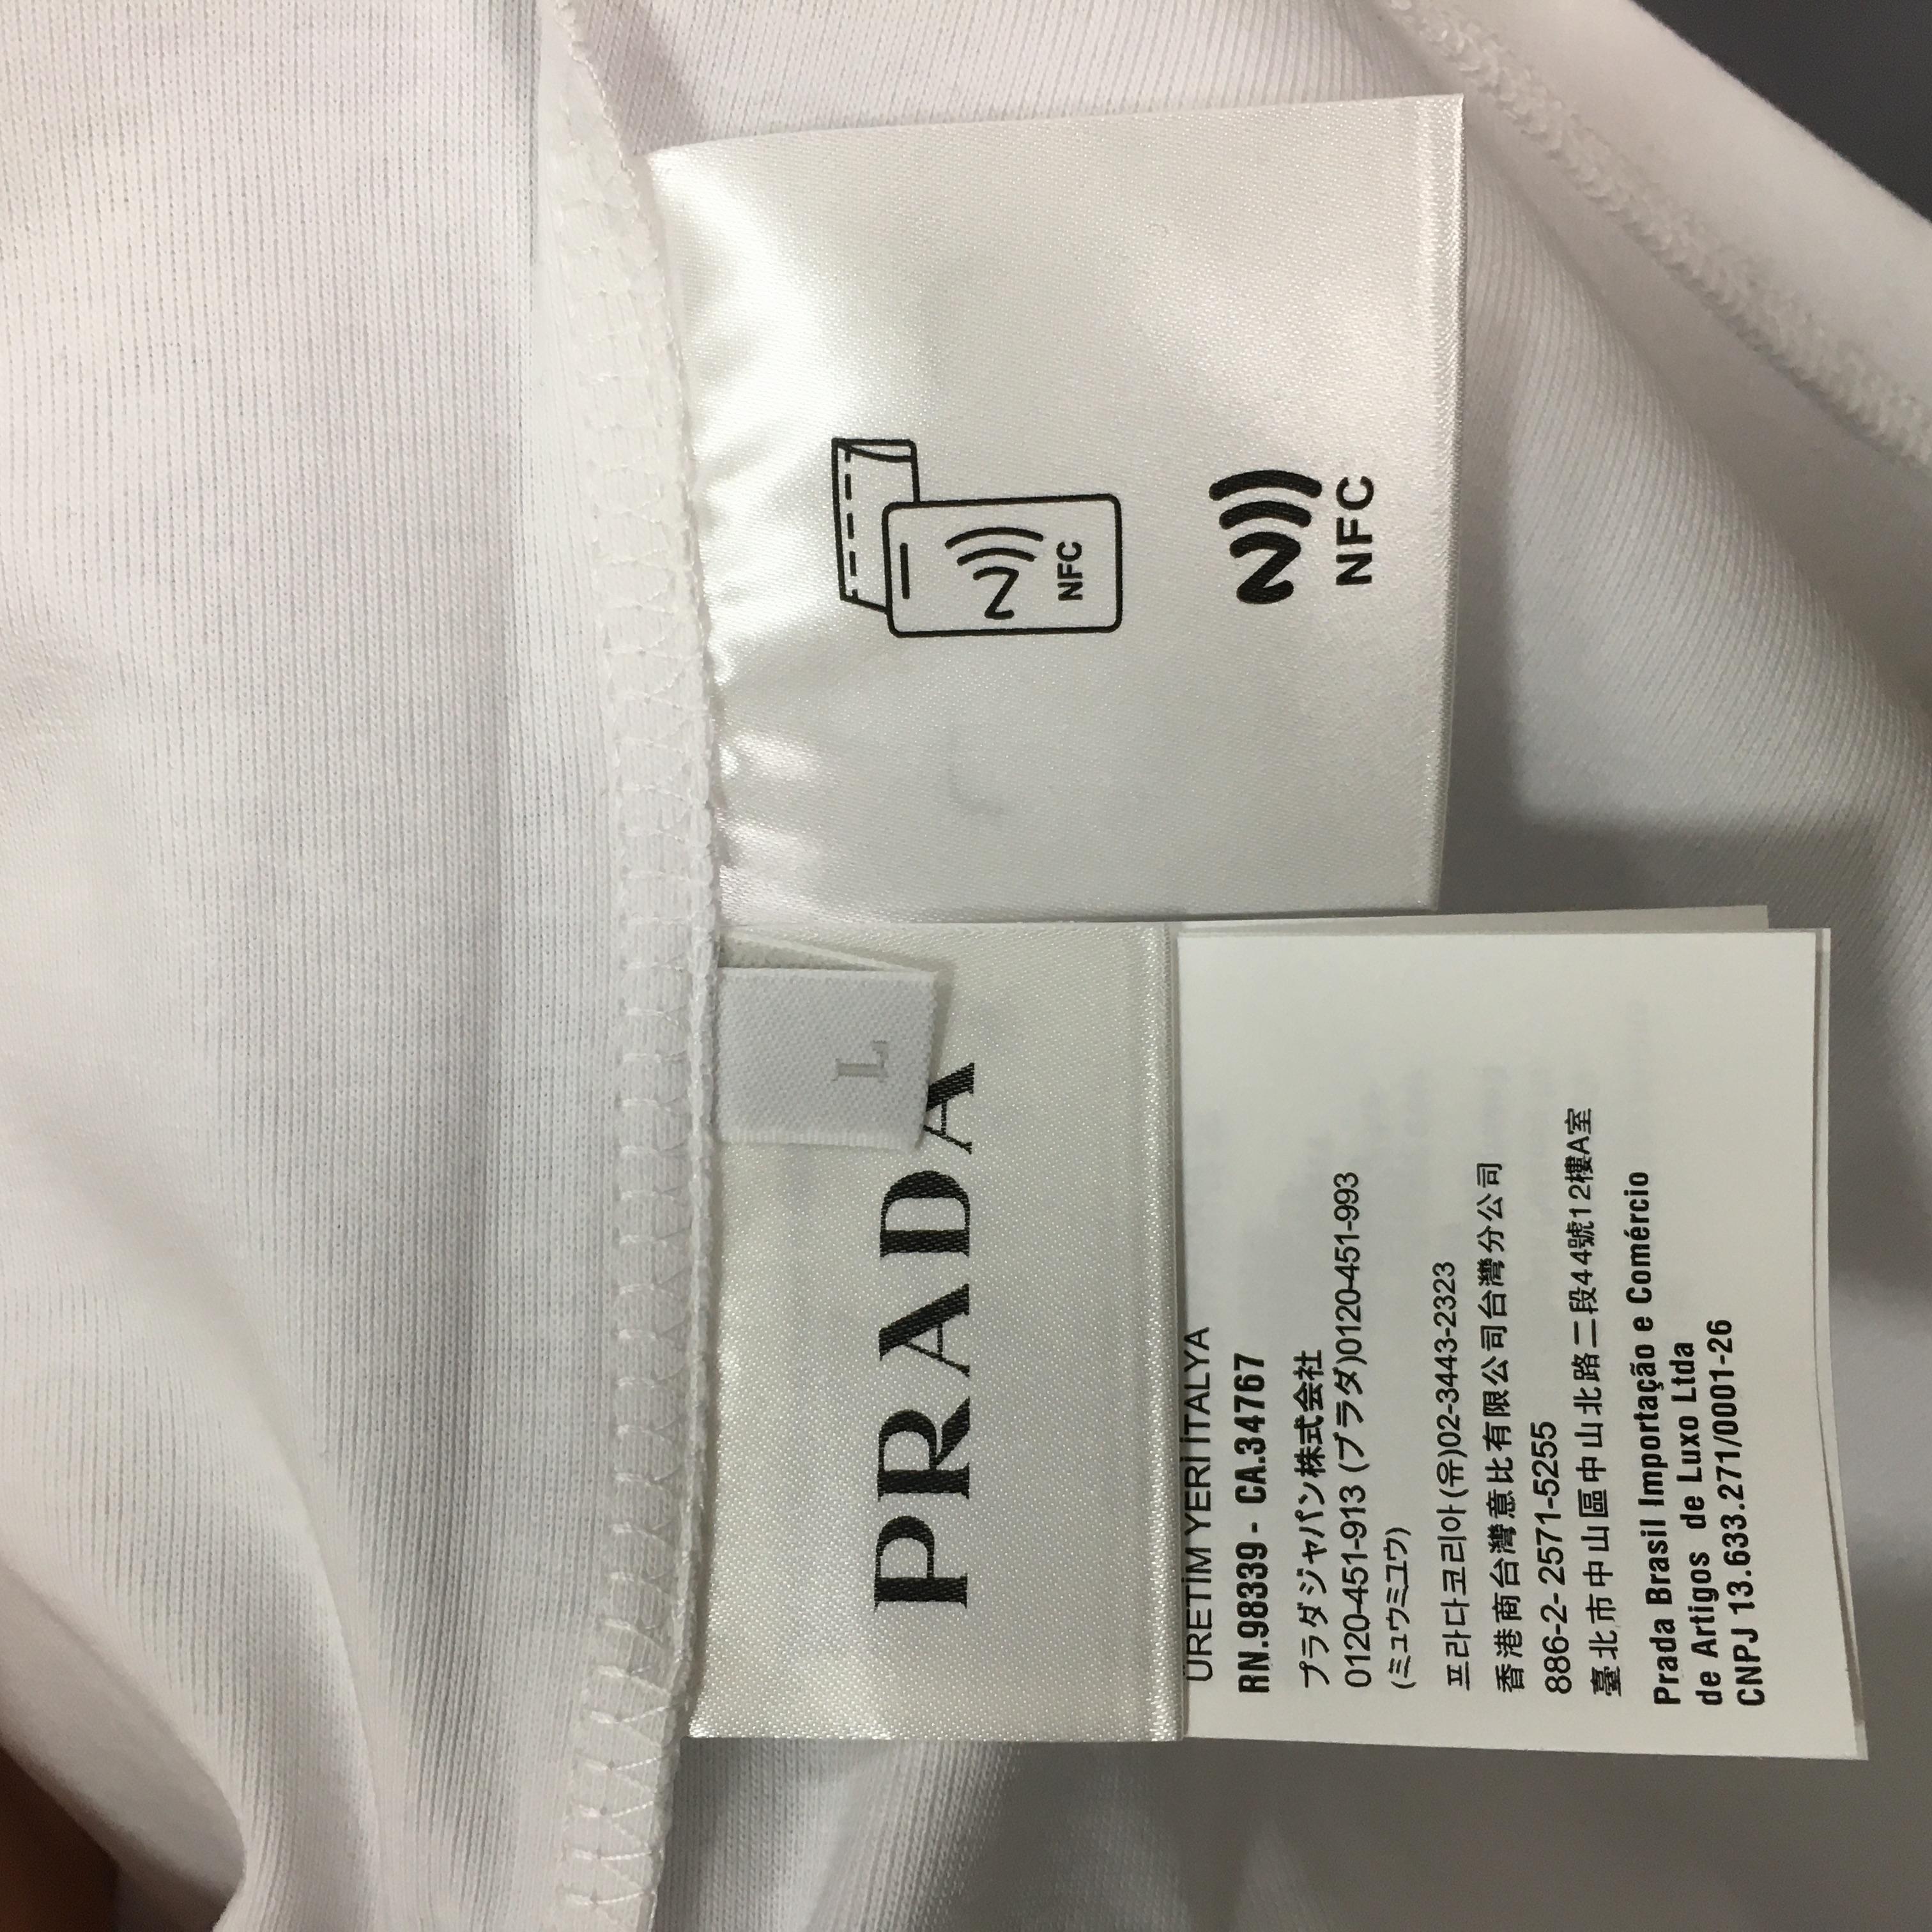 NFC
NFC
L
PRADA
ÜRETİM YERİ İTALYA
RN.98339 - CA.34767
プラダジャパン株式会社
0120-451-913 (プラダ)0120-451-993
(ミュウミュウ)
프라다코리아(유)02-3443-2323
香港商台灣意比有限公司台灣分公司
886-2-2571-5255
臺北市中山區中山北路二段44號12樓A室
Prada Brasil Importação e Comércio
de Artigos de Luxo Ltda
CNPJ 13.633.271/0001-26